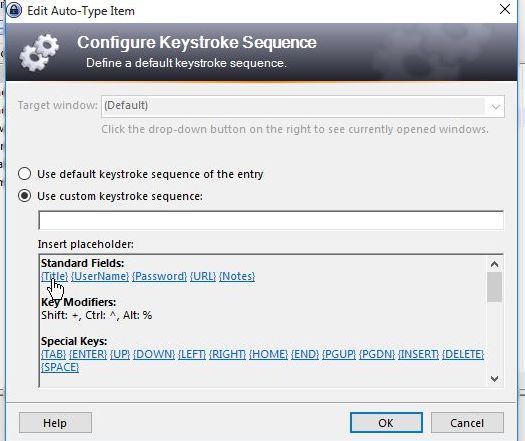 Edit Auto-Type Item
Configure Keystroke Sequence
Define a default keystroke sequence.
Target window: (Default)
Click the drop-down button on the right to see currently opened windows.
Use default keystroke sequence of the entry
Use custom keystroke sequence:
Insert placeholder:
Standard Fields:
{Title} {UserName} {Password} {URL} {Notes}
Key Modifiers:
Shift: +, Ctrl: ^, Alt: %
Special Keys:
{TAB} {ENTER} {UP} {DOWN} {LEFT} {RIGHT} {HOME} {END} {PGUP} {PGDN} {INSERT} {DELETE}
{SPACE}
Help OK Cancel